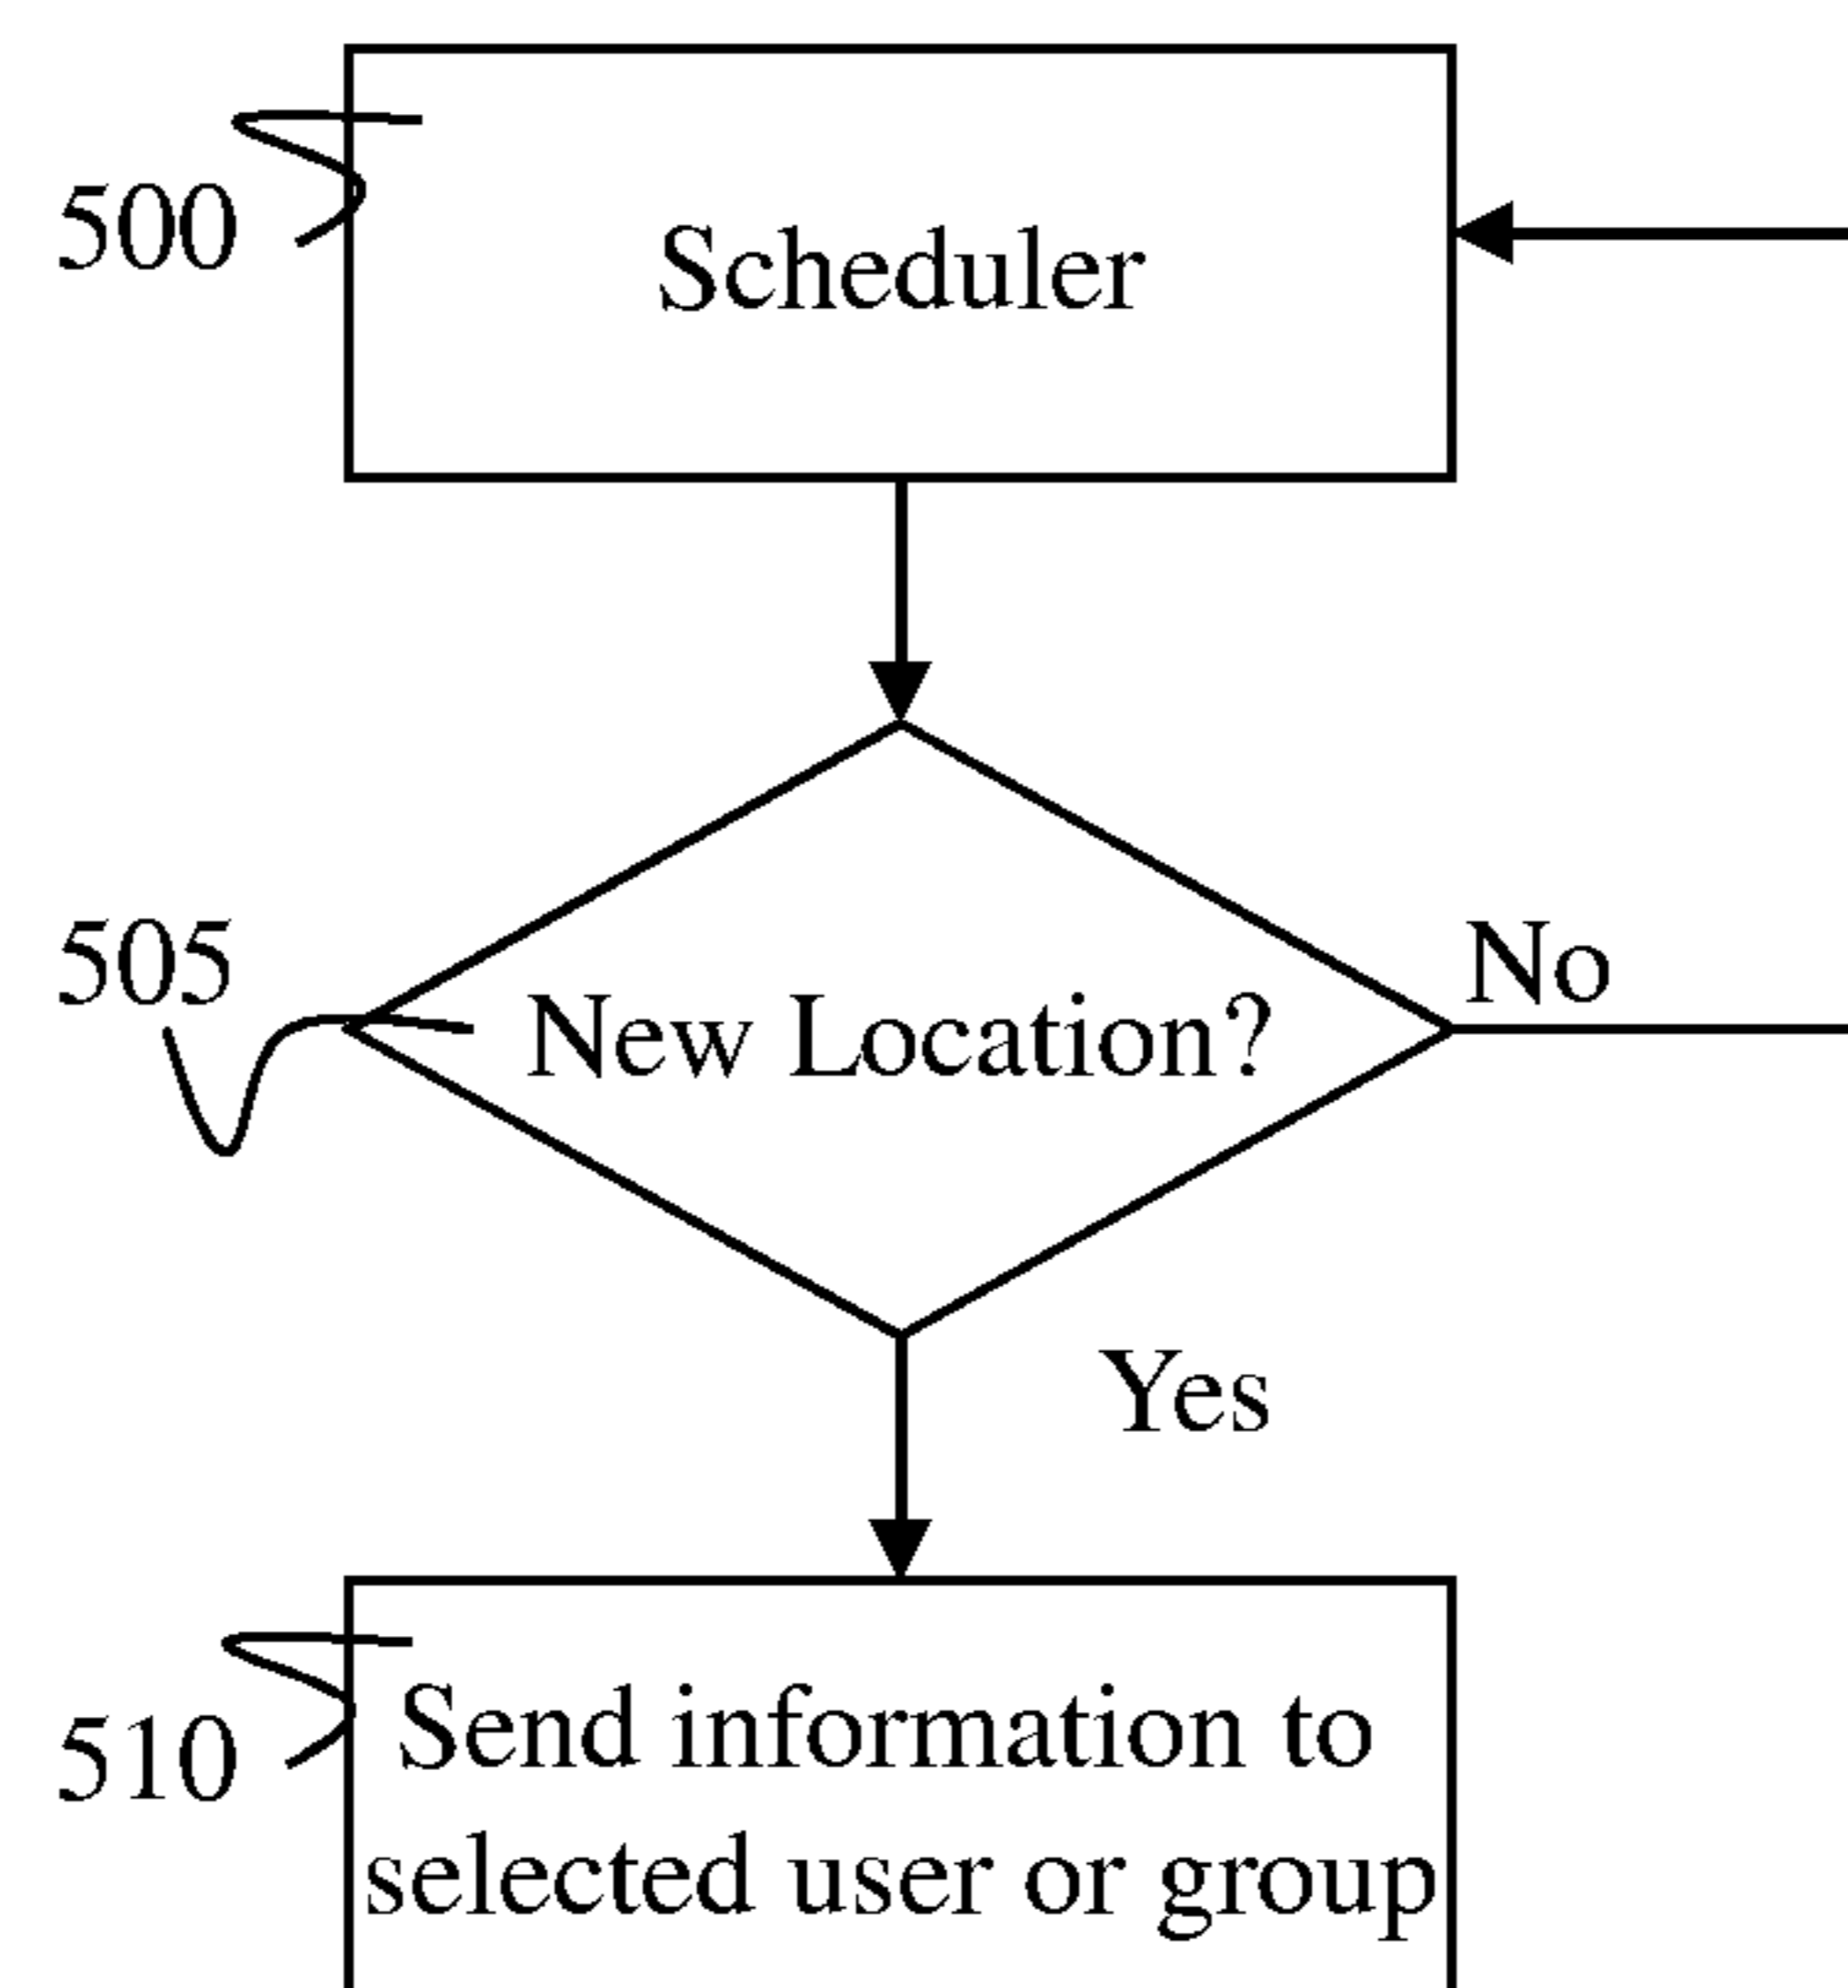 500
Scheduler
505
New Location?
No
Yes
510
Send information to
selected user or group